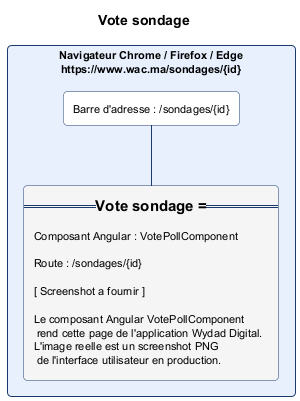 Vote sondage
Navigateur Chrome / Firefox / Edge
https://www.wac.ma/sondages/{id}
Barre d'adresse : /sondages/{id}
Vote sondage =
Composant Angular : VotePollComponent
Route : /sondages/{id}
[ Screenshot a fournir ]
Le composant Angular VotePollComponent
rend cette page de l'application Wydad Digital.
L'image reelle est un screenshot PNG
de l'interface utilisateur en production.